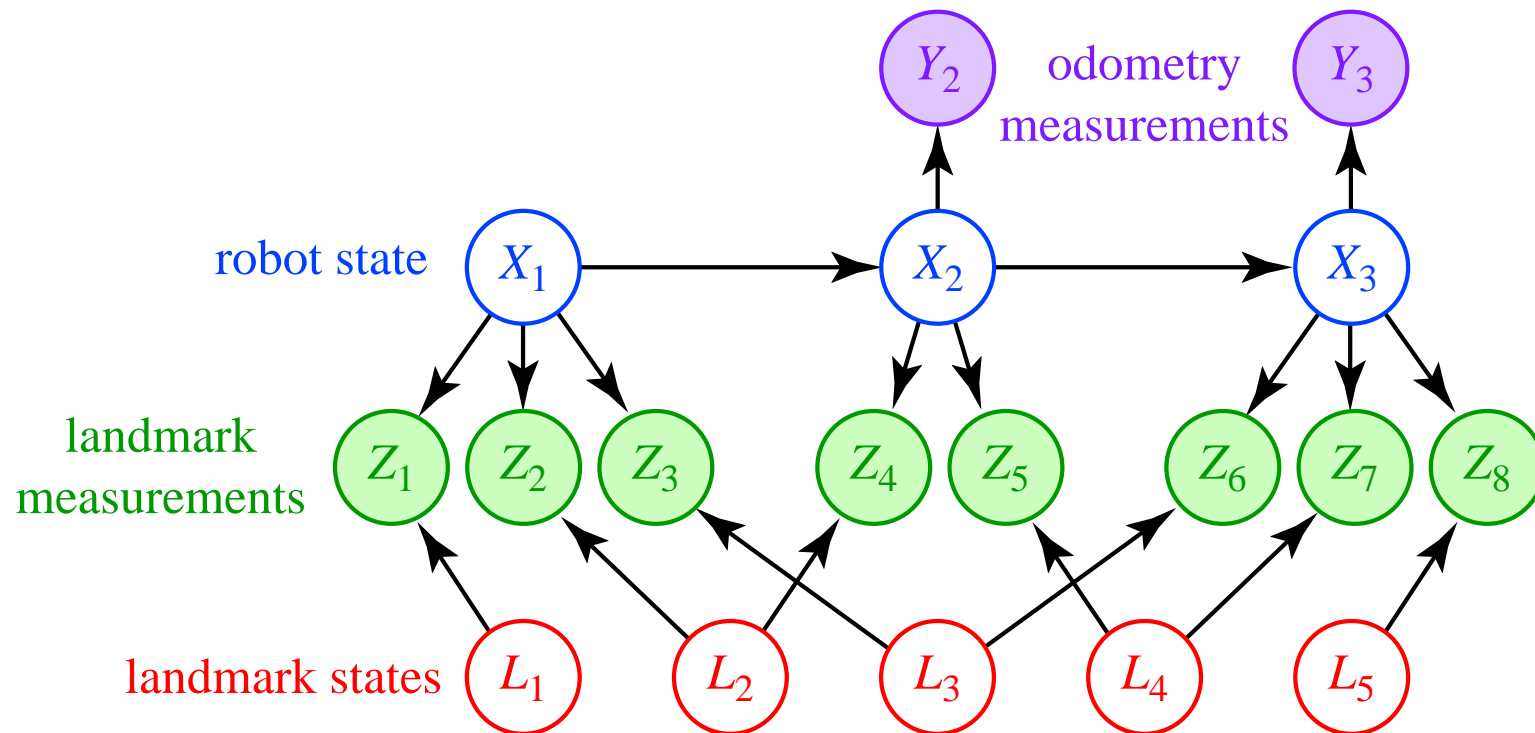 Y₂ odometry Y₃
measurements
robot state X₁ X₂ X₃
landmark
measurements
Z₁ Z₂ Z₃ Z₄ Z₅ Z₆ Z₇ Z₈
landmark states L₁ L₂ L₃ L₄ L₅